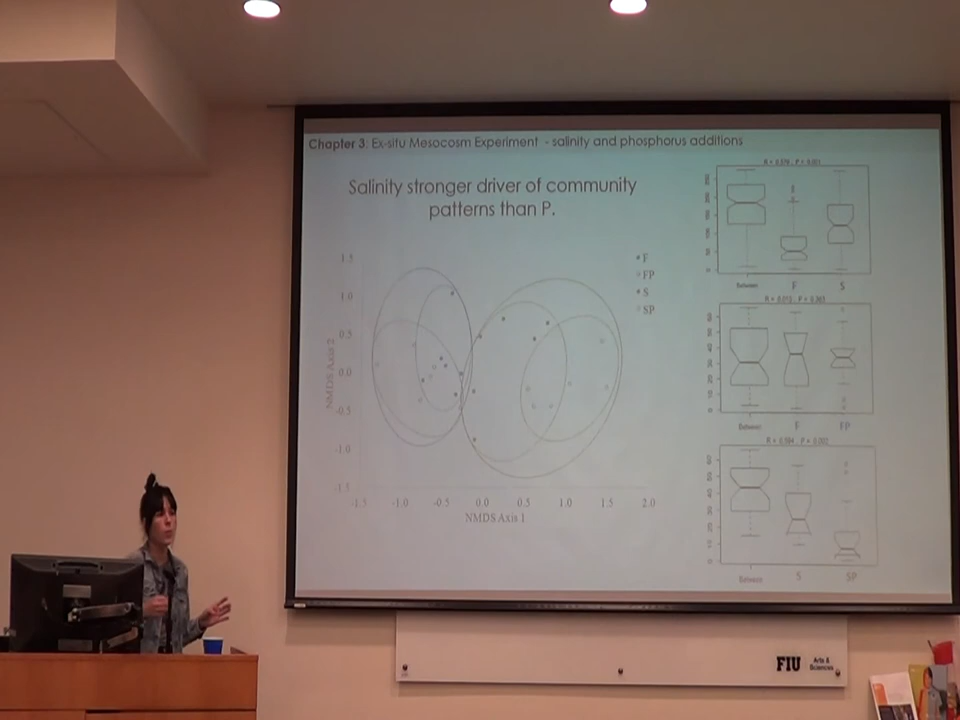 Chapter 3: Ex-situ Mesocosm Experiment - salinity and phosphorus additions
Salinity stronger driver of community
patterns than P.
F
FP
S
SP
1.5
1.0
0.5
0.0
-0.5
-1.0
-1.5
NMDS Axis 2
-1.5 -1.0 -0.5 0.0 0.5 1.0 1.5 2.0
NMDS Axis 1
Between F S
Between F FP
Between S SP
FIU Arts &
Sciences